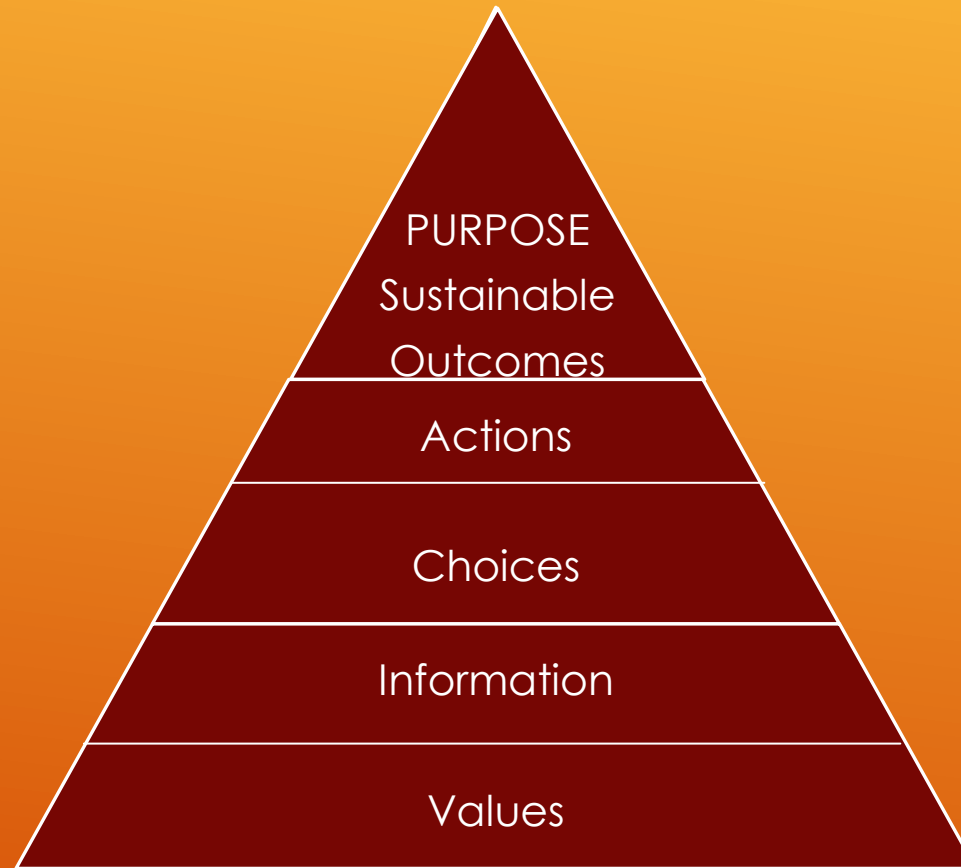 PURPOSE
Sustainable
Outcomes
Actions
Choices
Information
Values